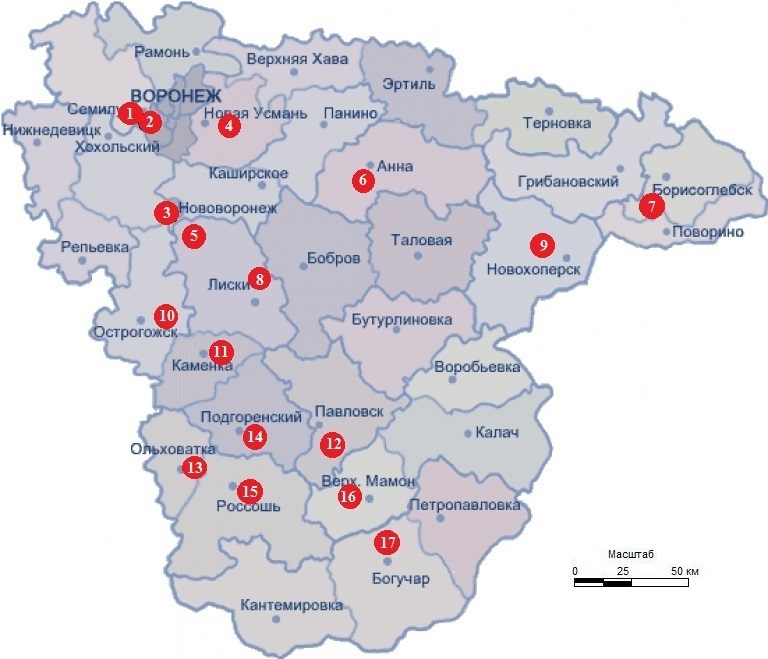 Рамонь
Верхняя Хава
Эртиль
ВОРОНЕЖ
Семилу
1
2
Новая Усмань
4
Панино
Терновка
Нижнедевицк
Хохольский
Каширское
Анна
6
Грибановский
Борисоглебск
7
3
Нововоронеж
5
Поворино
Репьевка
Таловая
9
Бобров
Новохоперск
Лиски
8
10
Острогожск
Бутурлиновка
11
Каменка
Воробьевка
Подгоренский
14
Павловск
12
Калач
Ольховатка
13
15
Россошь
Верх. Мамон
16
Петропавловка
17
Богучар
Кантемировка
Масштаб
0 25 50 км